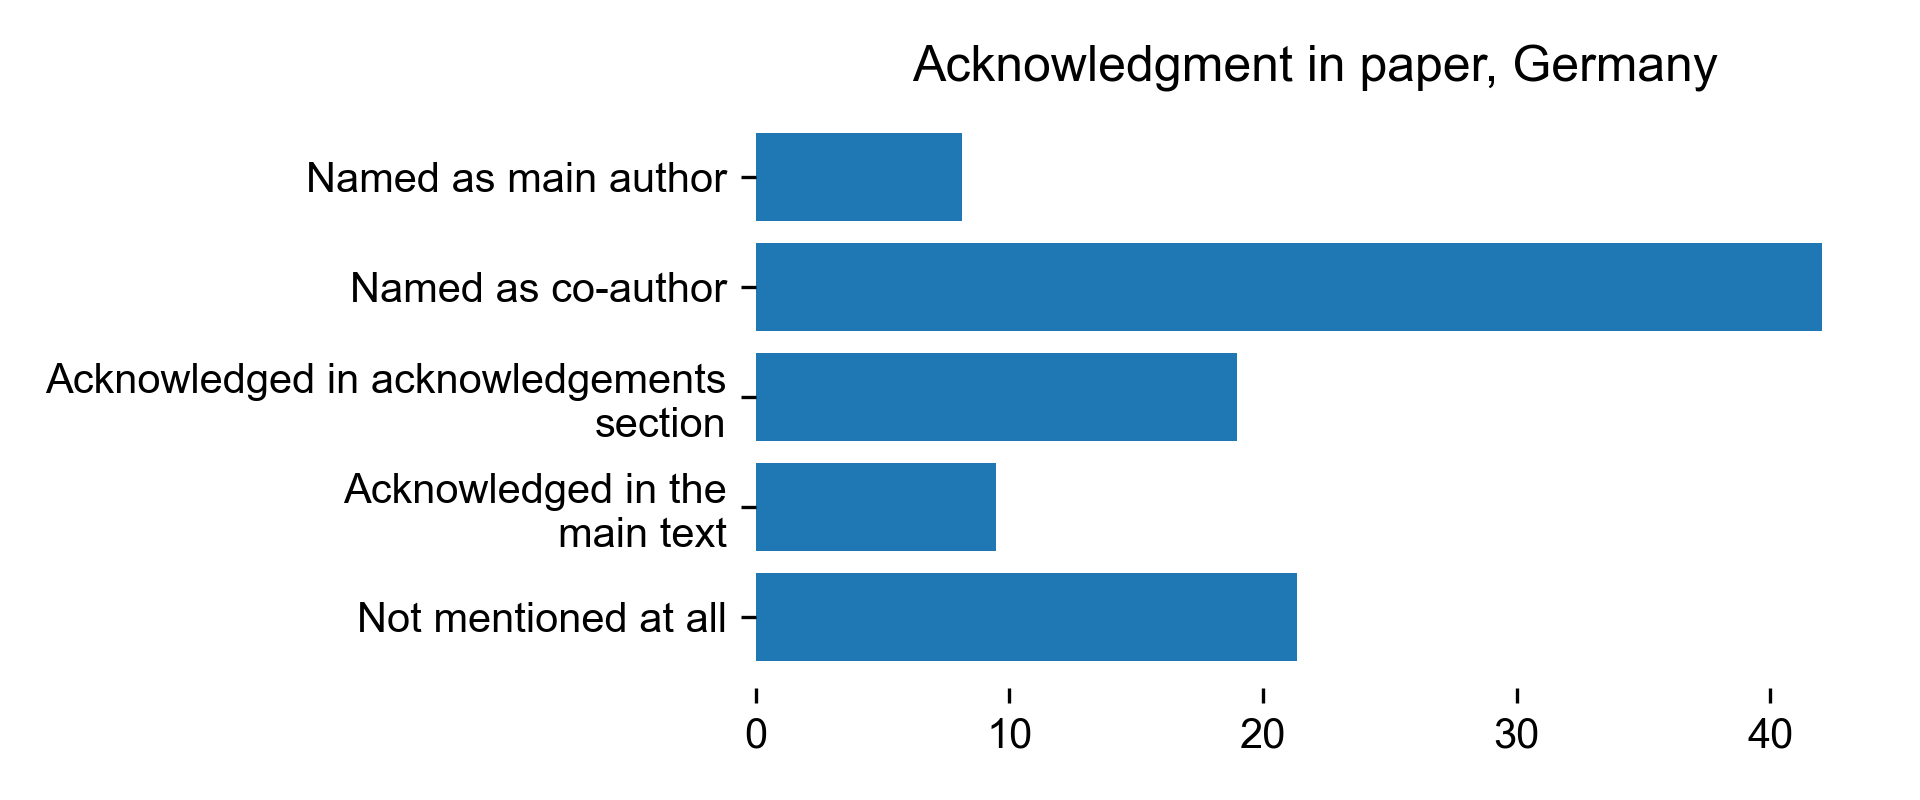 Acknowledgment in paper, Germany
Named as main author
Named as co-author
Acknowledged in acknowledgements
section
Acknowledged in the
main text
Not mentioned at all
0 10 20 30 40